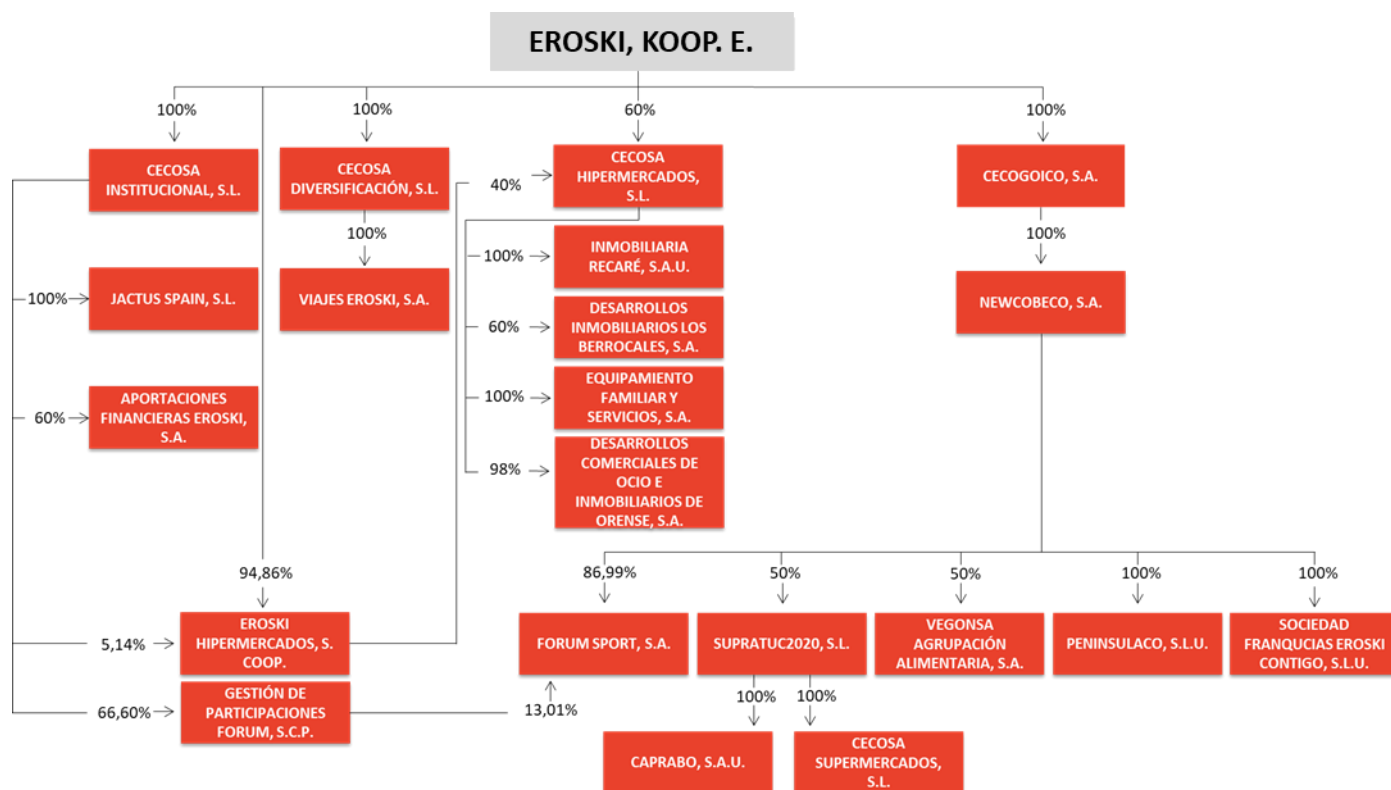 EROSKI, KOOP. E.
100%
100%
60%
100%
CECOSA
INSTITUCIONAL, S.L.
CECOSA
DIVERSIFICACIÓN, S.L.
40%
CECOSA
HIPERMERCADOS,
S.L.
CECOGOICO, S.A.
100%
100%
100%
INMOBILIARIA
RECARÉ, S.A.U.
100%
JACTUS SPAIN, S.L.
VIAJES EROSKI, S.A.
NEWCOBECO, S.A.
60%
DESARROLLOS
INMOBILIARIOS LOS
BERROCALES, S.A.
100%
EQUIPAMIENTO
FAMILIAR Y
SERVICIOS, S.A.
60%
APORTACIONES
FINANCIERAS EROSKI,
S.A.
98%
DESARROLLOS
COMERCIALES DE
OCIO E
INMOBILIARIOS DE
ORENSE, S.A.
94,86%
86,99%
50%
50%
100%
100%
5,14%
EROSKI
HIPERMERCADOS, S.
COOP.
FORUM SPORT, S.A.
SUPRATUC2020, S.L.
VEGONSA
AGRUPACIÓN
ALIMENTARIA, S.A.
PENINSULACO, S.L.U.
SOCIEDAD
FRANQUCIAS EROSKI
CONTIGO, S.L.U.
66,60%
GESTIÓN DE
PARTICIPACIONES
FORUM, S.C.P.
13,01%
100%
100%
CAPRABO, S.A.U.
CECOSA
SUPERMERCADOS,
S.L.